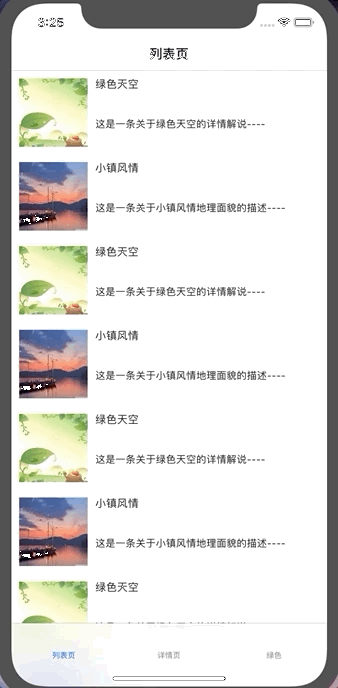 8:25
列表页
绿色天空
这是一条关于绿色天空的详情解说----
小镇风情
这是一条关于小镇风情地理面貌的描述----
绿色天空
这是一条关于绿色天空的详情解说----
小镇风情
这是一条关于小镇风情地理面貌的描述----
绿色天空
这是一条关于绿色天空的详情解说----
小镇风情
这是一条关于小镇风情地理面貌的描述----
绿色天空
列表页
详情页
绿色